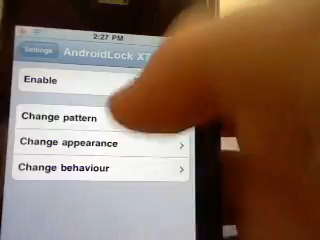 2:27 PM
Settings
AndroidLock XT
Enable
Change pattern
Change appearance
Change behaviour